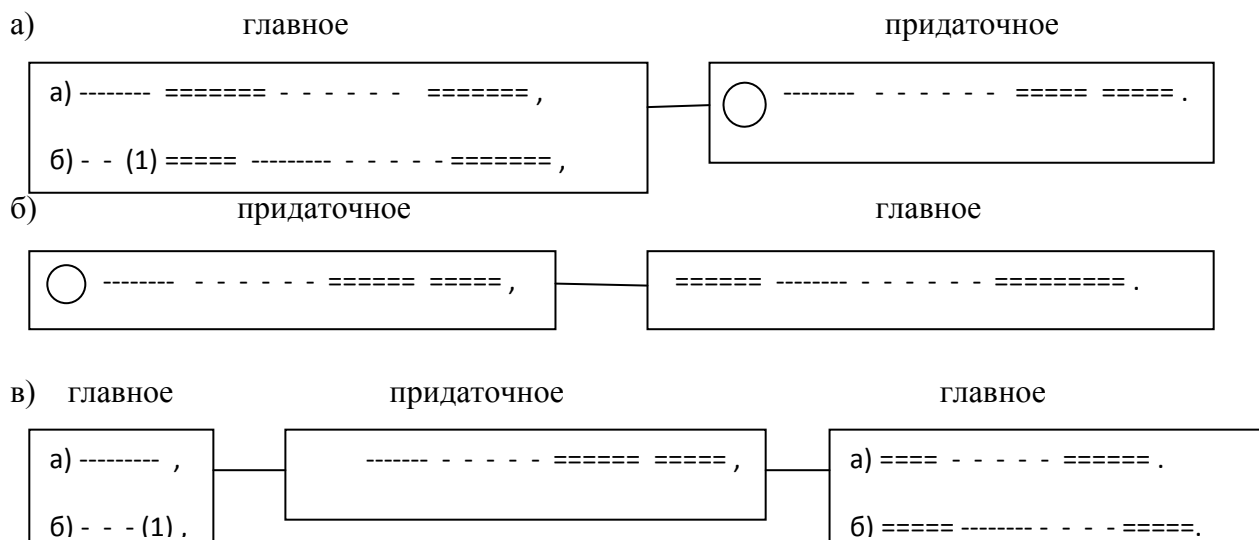 а) главное придаточное
а) -------- ======= - - - - - - ======= , -------- - - - - - - ===== ===== .
б) - - (1) ===== --------- - - - - - ======= ,
б) придаточное главное
-------- - - - - - - ====== ===== , ====== -------- - - - - - - ========= .
в) главное придаточное главное
а) --------- , ------- - - - - - ====== ===== , а) ==== - - - - - ====== .
б) - - - (1) , б) ===== -------- - - - - =====.